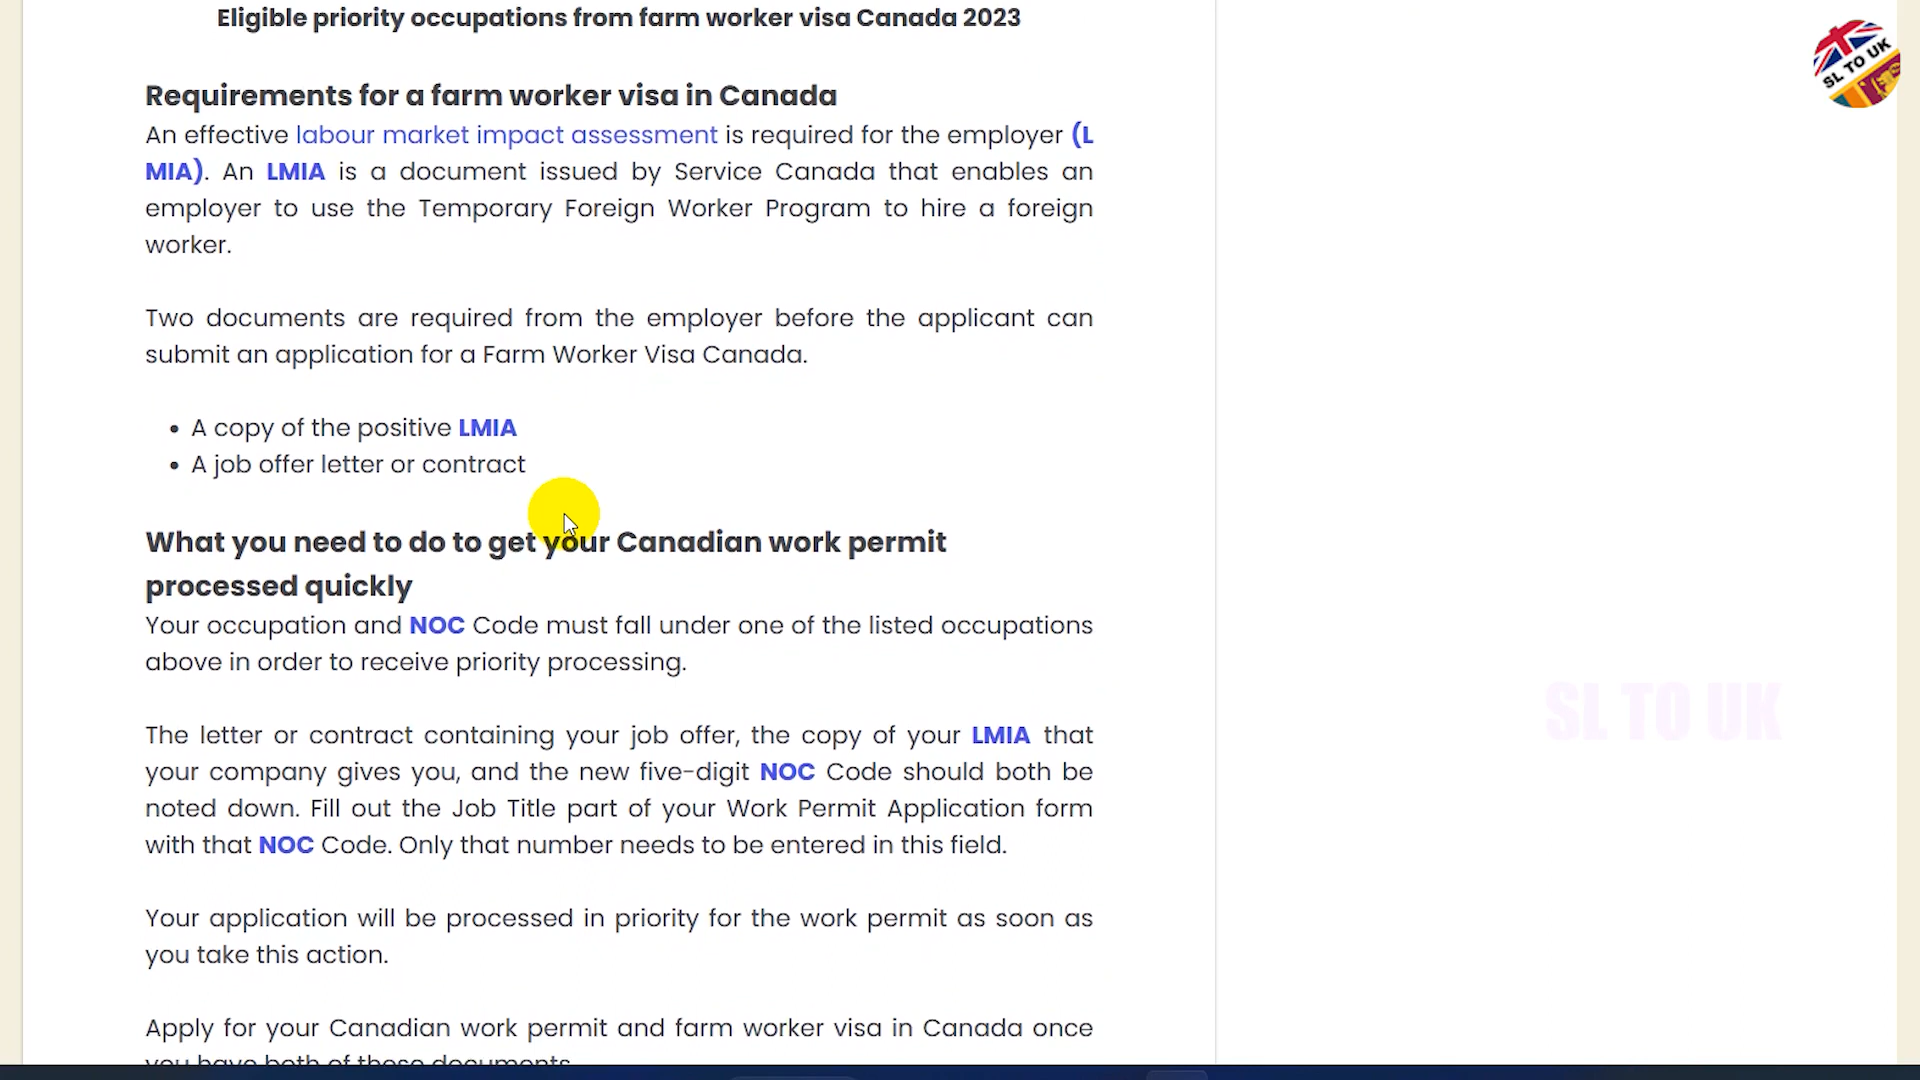 Eligible priority occupations from farm worker visa Canada 2023
SL TO UK
Requirements for a farm worker visa in Canada
An effective labour market impact assessment is required for the employer (L
MIA). An LMIA is a document issued by Service Canada that enables an
employer to use the Temporary Foreign Worker Program to hire a foreign
worker.
Two documents are required from the employer before the applicant can
submit an application for a Farm Worker Visa Canada.
• A copy of the positive LMIA
• A job offer letter or contract
What you need to do to get your Canadian work permit
processed quickly
Your occupation and NOC Code must fall under one of the listed occupations
above in order to receive priority processing.
SL TO UK
The letter or contract containing your job offer, the copy of your LMIA that
your company gives you, and the new five-digit NOC Code should both be
noted down. Fill out the Job Title part of your Work Permit Application form
with that NOC Code. Only that number needs to be entered in this field.
Your application will be processed in priority for the work permit as soon as
you take this action.
Apply for your Canadian work permit and farm worker visa in Canada once
you have both of these documents.